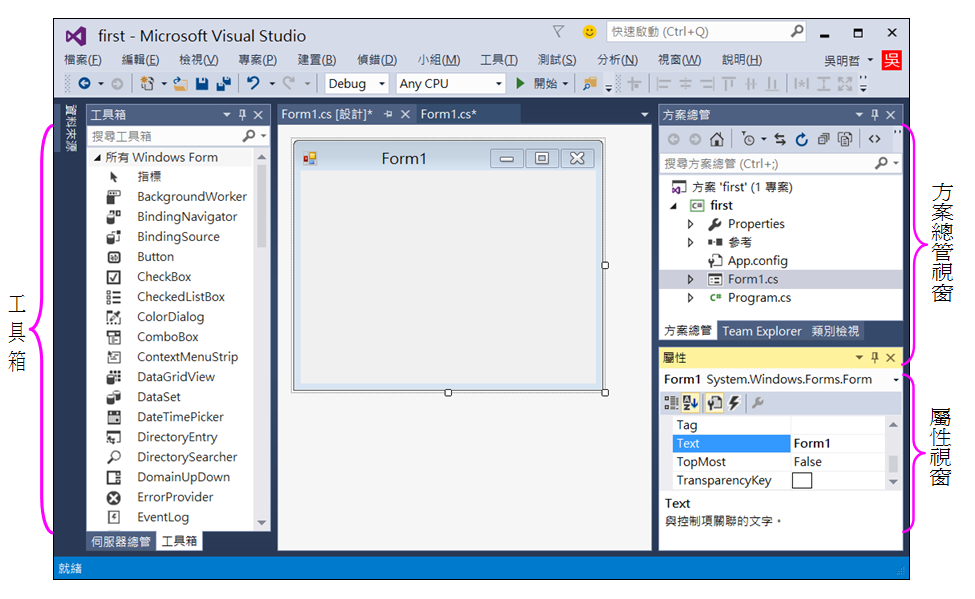 first - Microsoft Visual Studio
快速啟動 (Ctrl+Q)
檔案(F) 編輯(E) 檢視(V) 專案(P) 建置(B) 偵錯(D) 小組(M) 工具(T) 測試(S) 分析(N) 視窗(W) 說明(H) 吳明哲 吳
Debug Any CPU 開始
資料來源
工具箱
搜尋工具箱
所有 Windows Form
指標
BackgroundWorker
BindingNavigator
BindingSource
Button
CheckBox
CheckedListBox
ColorDialog
ComboBox
ContextMenuStrip
DataGridView
DataSet
DateTimePicker
DirectoryEntry
DirectorySearcher
DomainUpDown
ErrorProvider
EventLog
伺服器總管 工具箱
Form1.cs [設計]* Form1.cs*
Form1
方案總管
搜尋方案總管 (Ctrl+;)
方案 'first' (1 專案)
C# first
Properties
參考
App.config
Form1.cs
C# Program.cs
方案總管 Team Explorer 類別檢視
屬性
Form1 System.Windows.Forms.Form
Tag
Text Form1
TopMost False
TransparencyKey
Text
與控制項關聯的文字。
就緒
工具箱
方案總管視窗
屬性視窗